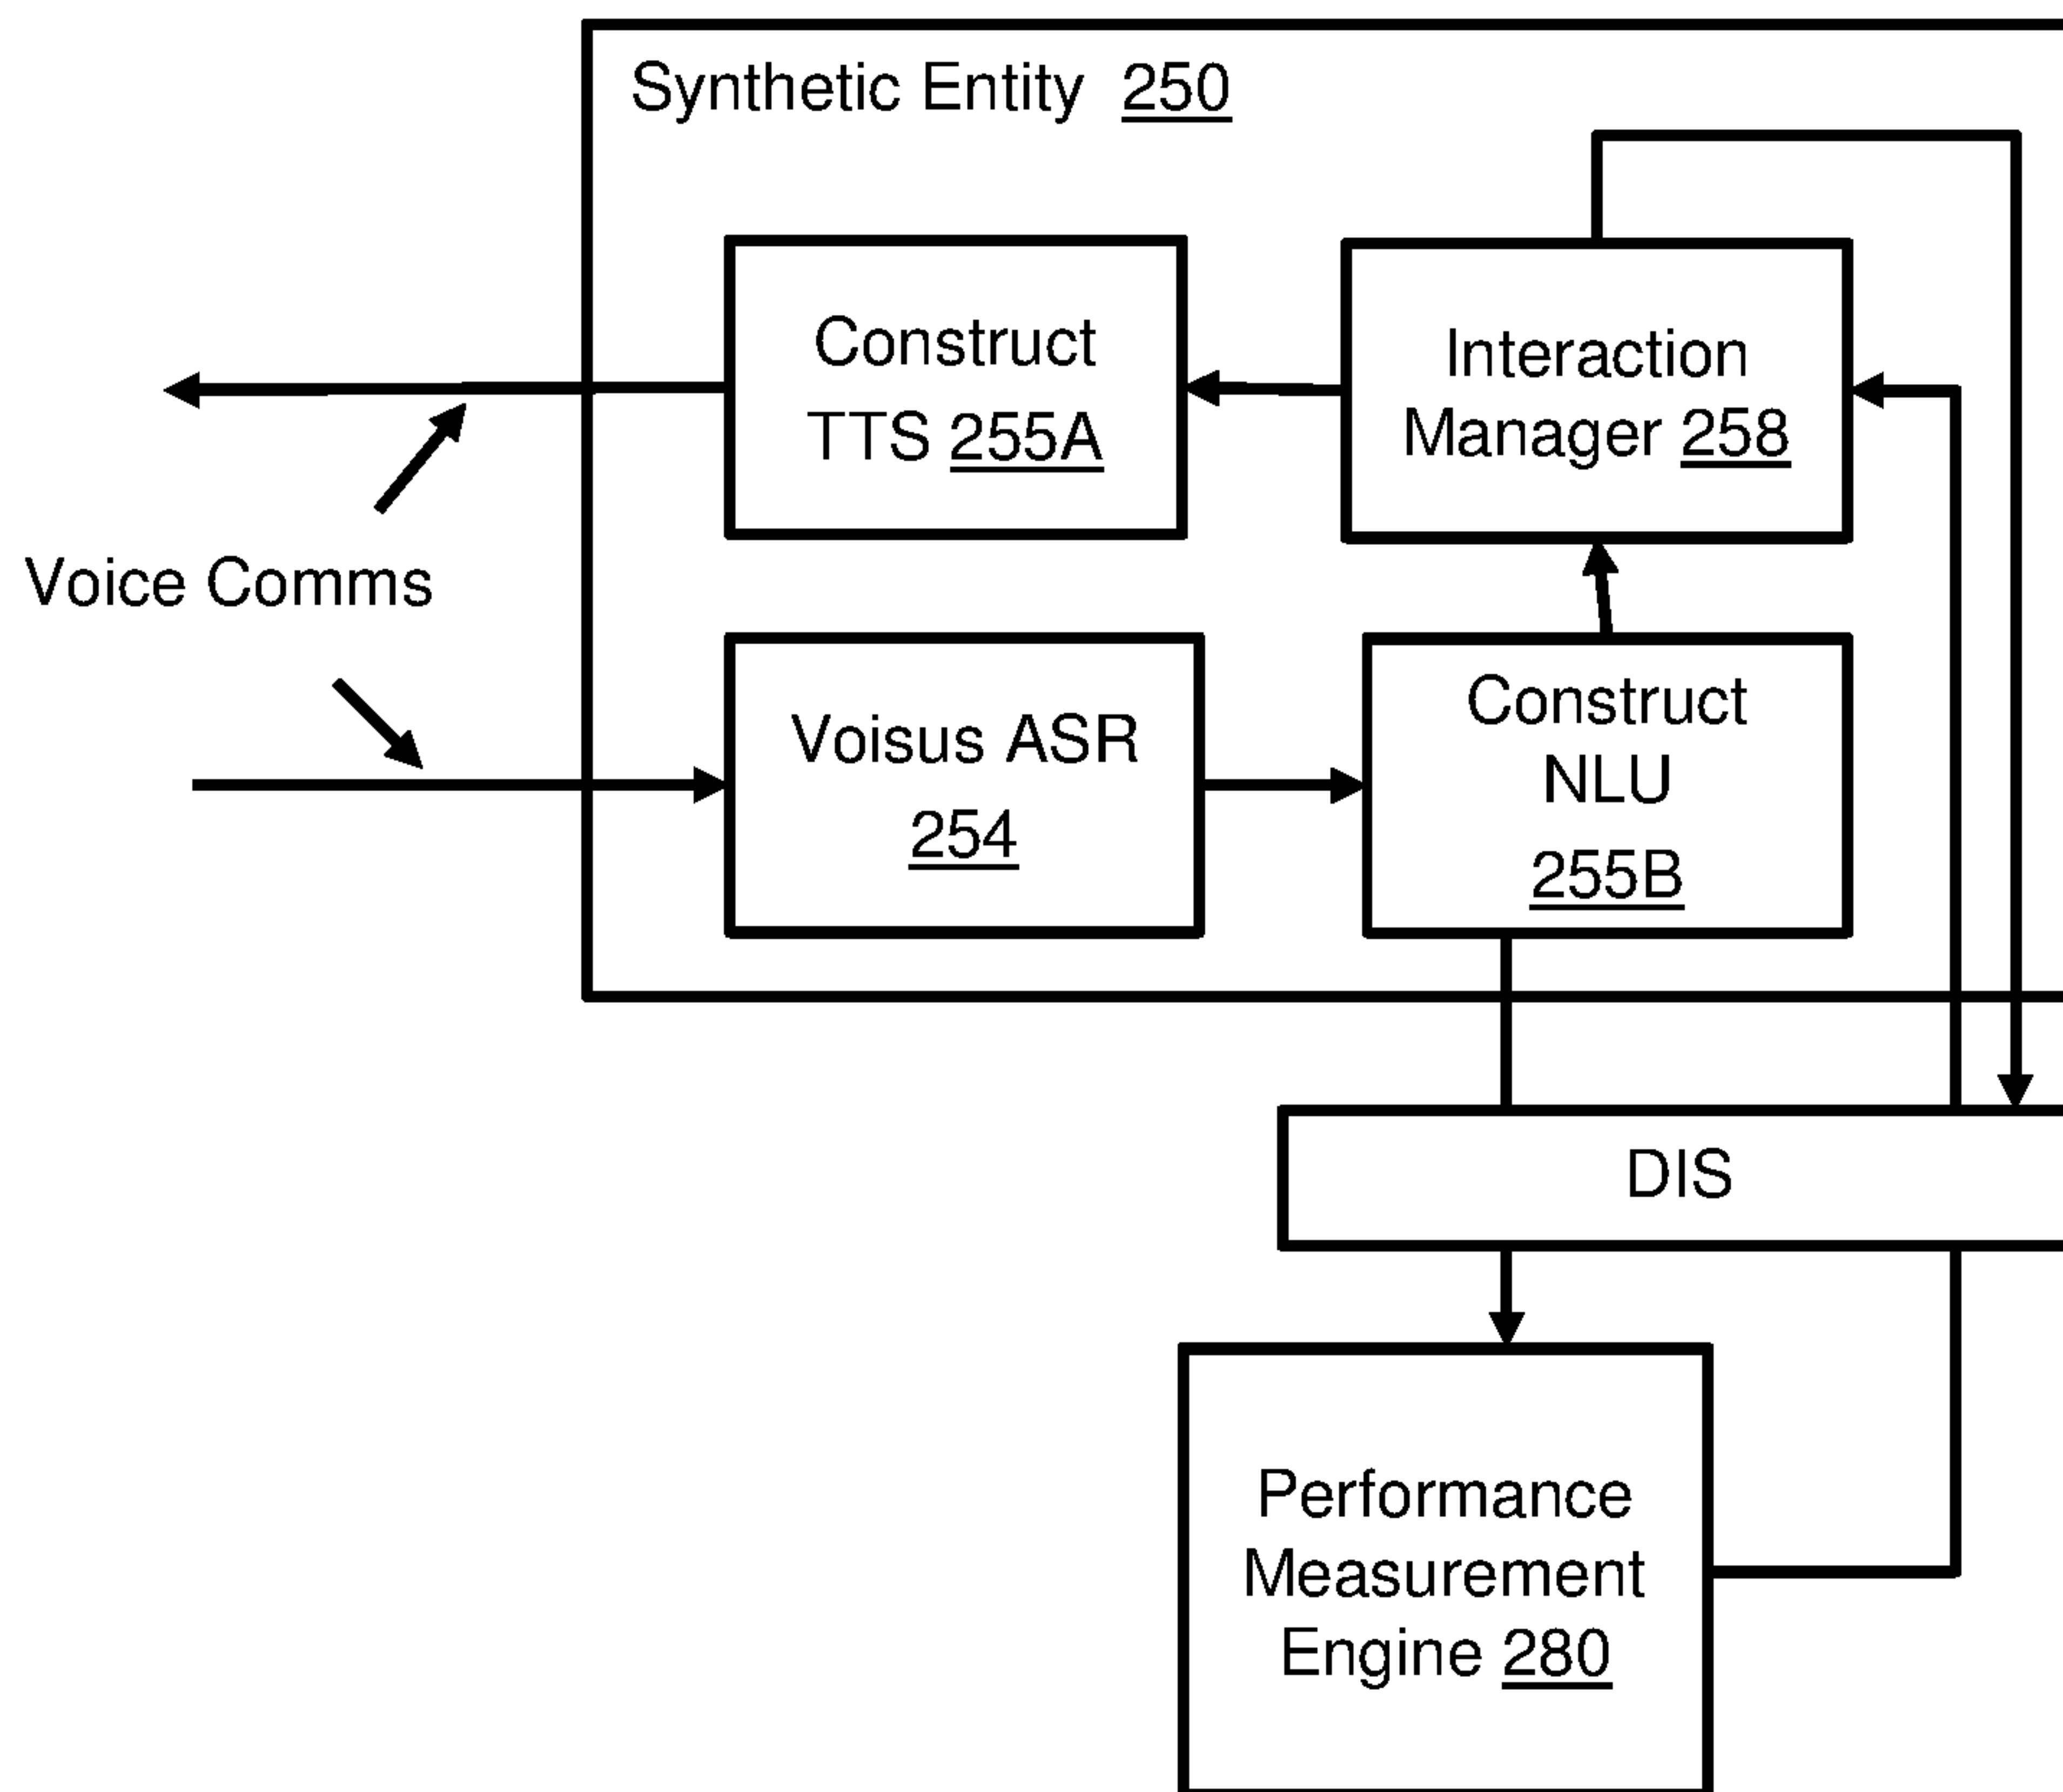 Synthetic Entity 250
Construct
TTS 255A
Interaction
Manager 258
Voice Comms
Voisus ASR
254
Construct
NLU
255B
DIS
Performance
Measurement
Engine 280